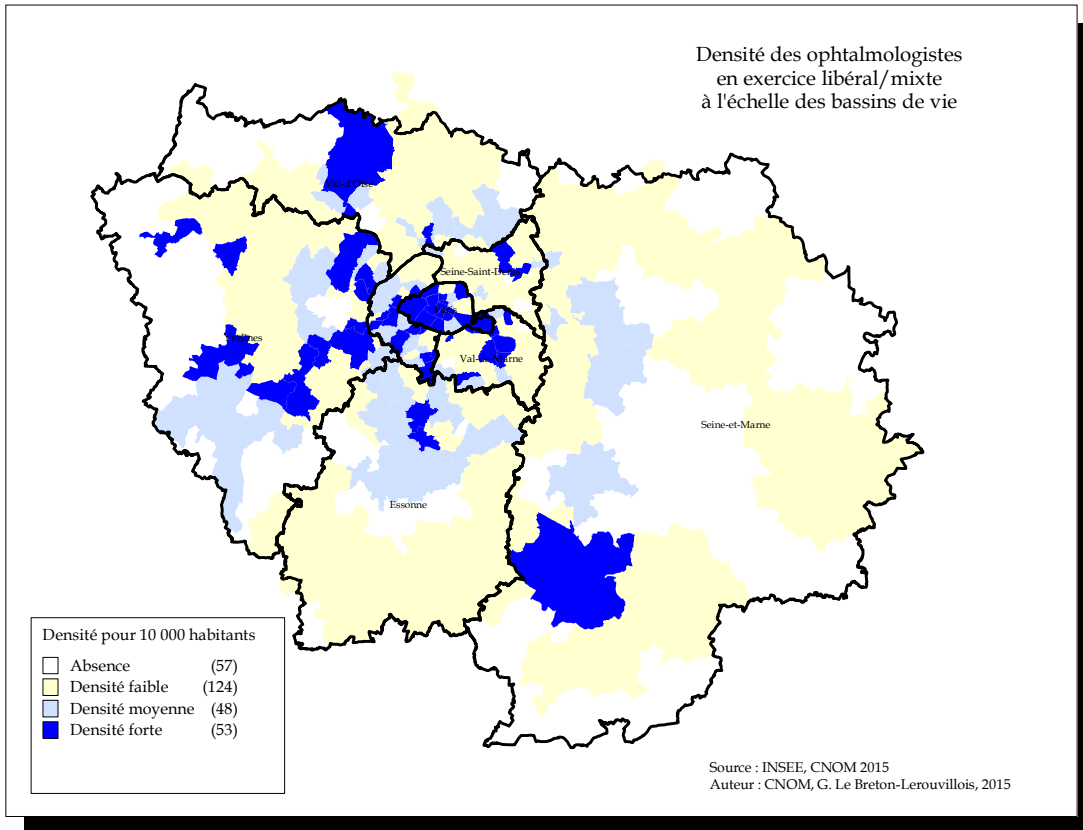 Densité des ophtalmologistes
en exercice libéral/mixte
à l'échelle des bassins de vie
Val-d'Oise
Seine-Saint-Denis
Paris
Yvelines
Val-de-Marne
Seine-et-Marne
Essonne
Densité pour 10 000 habitants
Absence (57)
Densité faible (124)
Densité moyenne (48)
Densité forte (53)
Source : INSEE, CNOM 2015
Auteur : CNOM, G. Le Breton-Lerouvillois, 2015